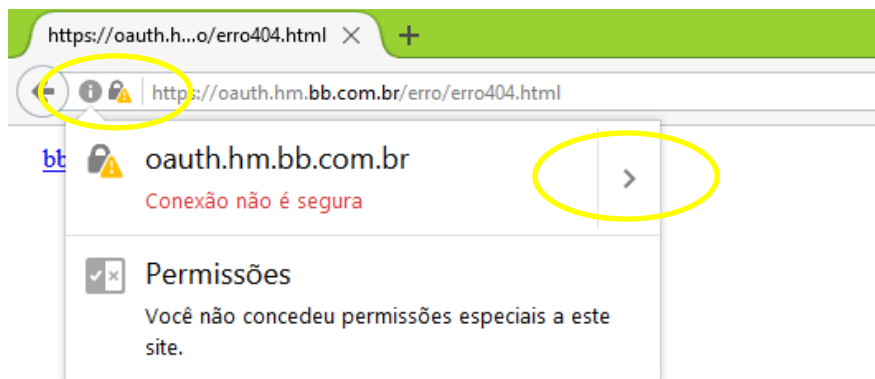 https://oauth.h...o/erro404.html
https://oauth.hm.bb.com.br/erro/erro404.html
bb
oauth.hm.bb.com.br
Conexão não é segura
Permissões
Você não concedeu permissões especiais a este
site.